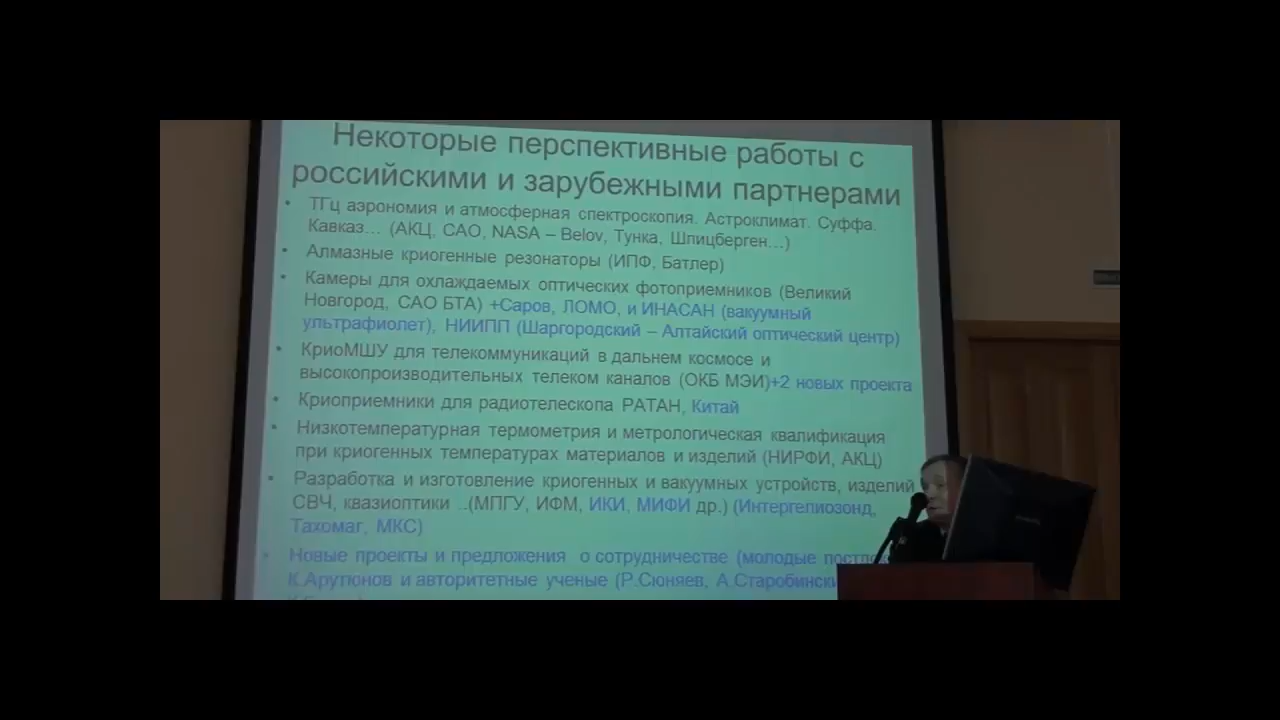 Некоторые перспективные работы с
российскими и зарубежными партнерами
• ТГц аэрономия и атмосферная спектроскопия. Астроклимат. Суффа.
Кавказ… (АКЦ, САО, NASA – Belov, Тунка, Шпицберген…)
• Алмазные криогенные резонаторы (ИПФ, Батлер)
• Камеры для охлаждаемых оптических фотоприемников (Великий
Новгород, САО БТА) +Саров, ЛОМО, и ИНАСАН (вакуумный
ультрафиолет), НИИПП (Шаргородский – Алтайский оптический центр)
• КриоМШУ для телекоммуникаций в дальнем космосе и
высокопроизводительных телеком каналов (ОКБ МЭИ)+2 новых проекта
• Криоприемники для радиотелескопа РАТАН, Китай
• Низкотемпературная термометрия и метрологическая квалификация
при криогенных температурах материалов и изделий (НИРФИ, АКЦ)
• Разработка и изготовление криогенных и вакуумных устройств, изделий
СВЧ, квазиоптики ..(МПГУ, ИФМ, ИКИ, МИФИ др.) (Интергелиозонд,
Тахомаг, МКС)
• Новые проекты и предложения о сотрудничестве (молодые
К.Арутюнов и авторитетные ученые (Р.Сюняев,